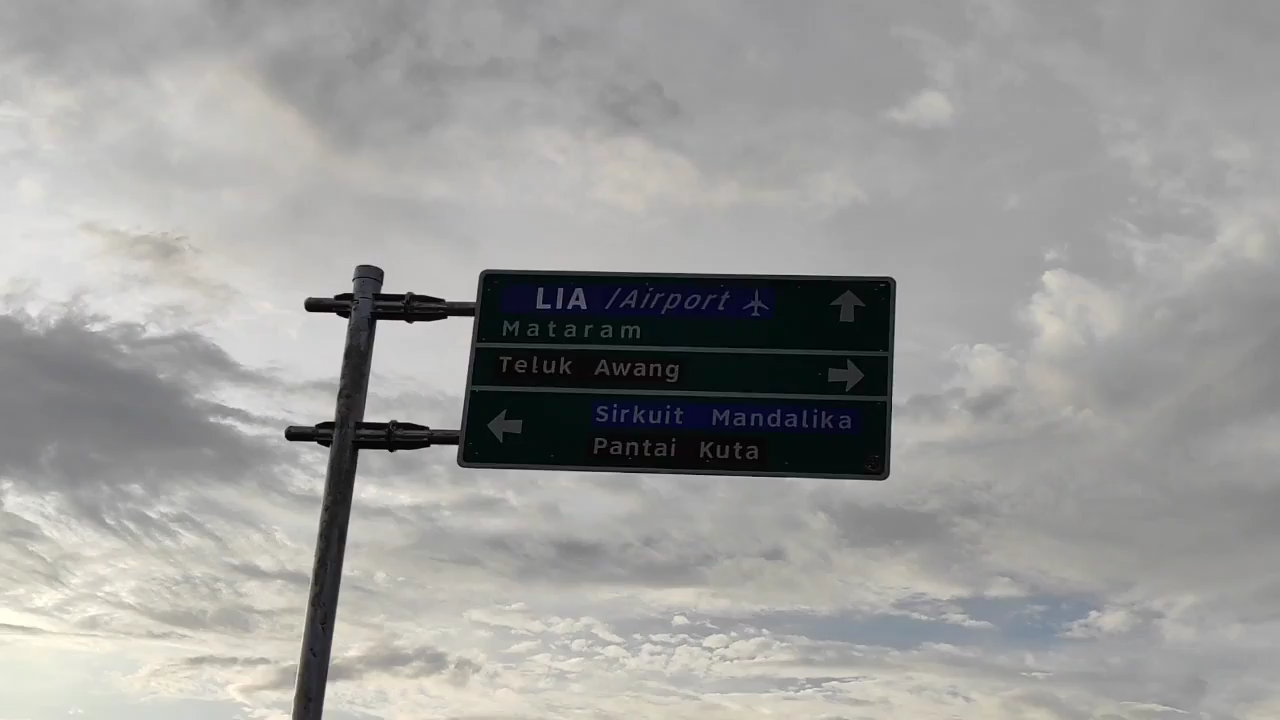 LIA /Airport
Mataram
Teluk Awang
Sirkuit Mandalika
Pantai Kuta